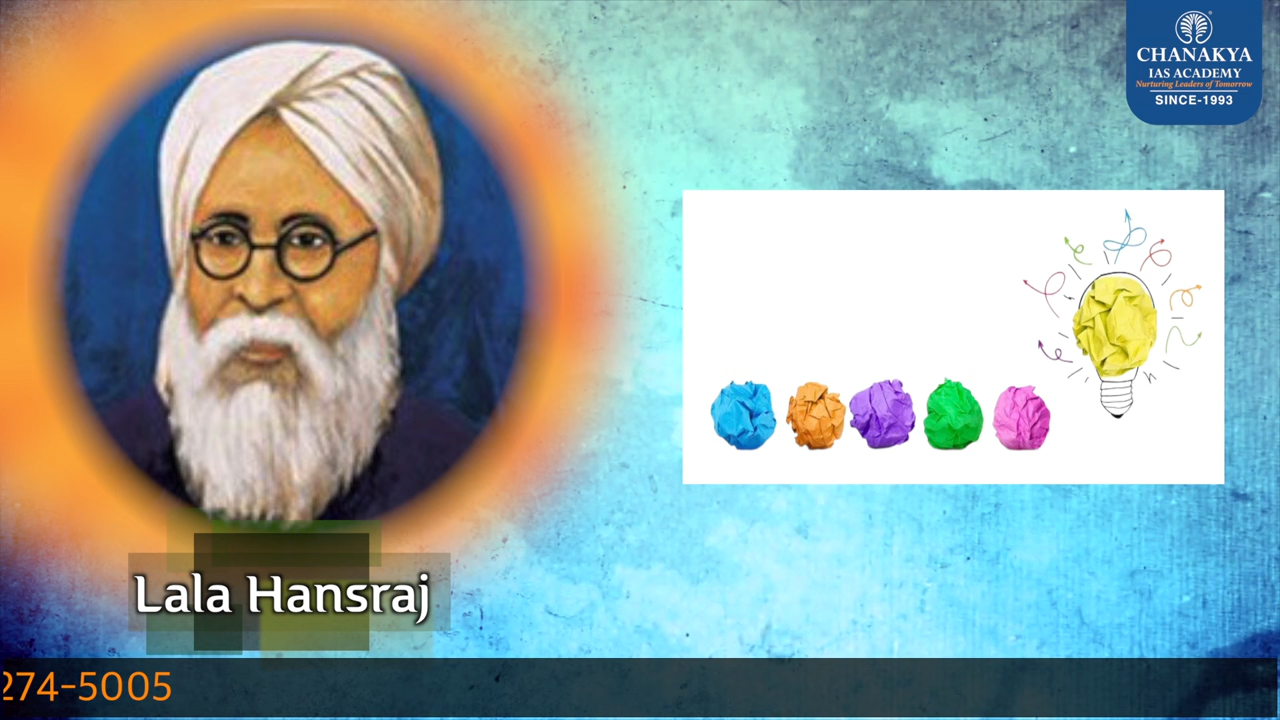 CHANAKYA
IAS ACADEMY
Nurturing Leaders of Tomorrow
SINCE-1993
Lala Hansraj
274-5005